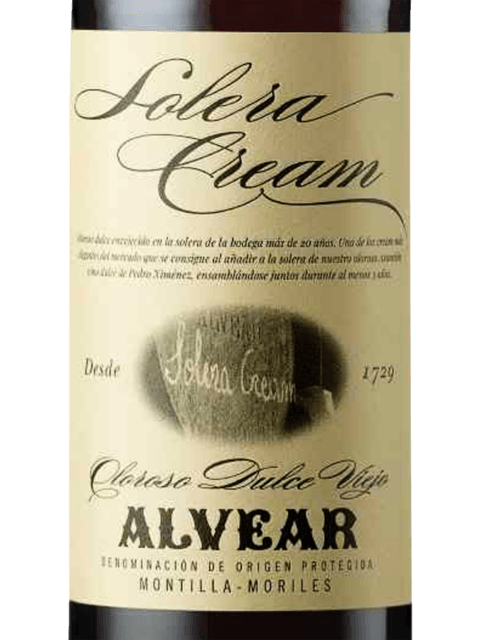 Solera
Cream
dulce envejecido en la solera de la bodega más de 20 años. Una de los cream más
elegantes del mercado que se consigue al añadir a la solera de nuestro oloroso, corazón
vino dulce de Pedro Ximénez, ensamblándose juntos durante al menos 3 años.
ALVEAR
Solera Cream
Desde
1729
Oloroso Dulce Viejo
ALVEAR
DENOMINACIÓN DE ORIGEN PROTEGIDA
MONTILLA-MORILES